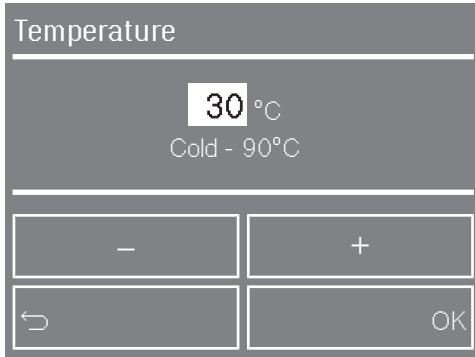 Temperature
30 °C
Cold - 90°C
– +
OK